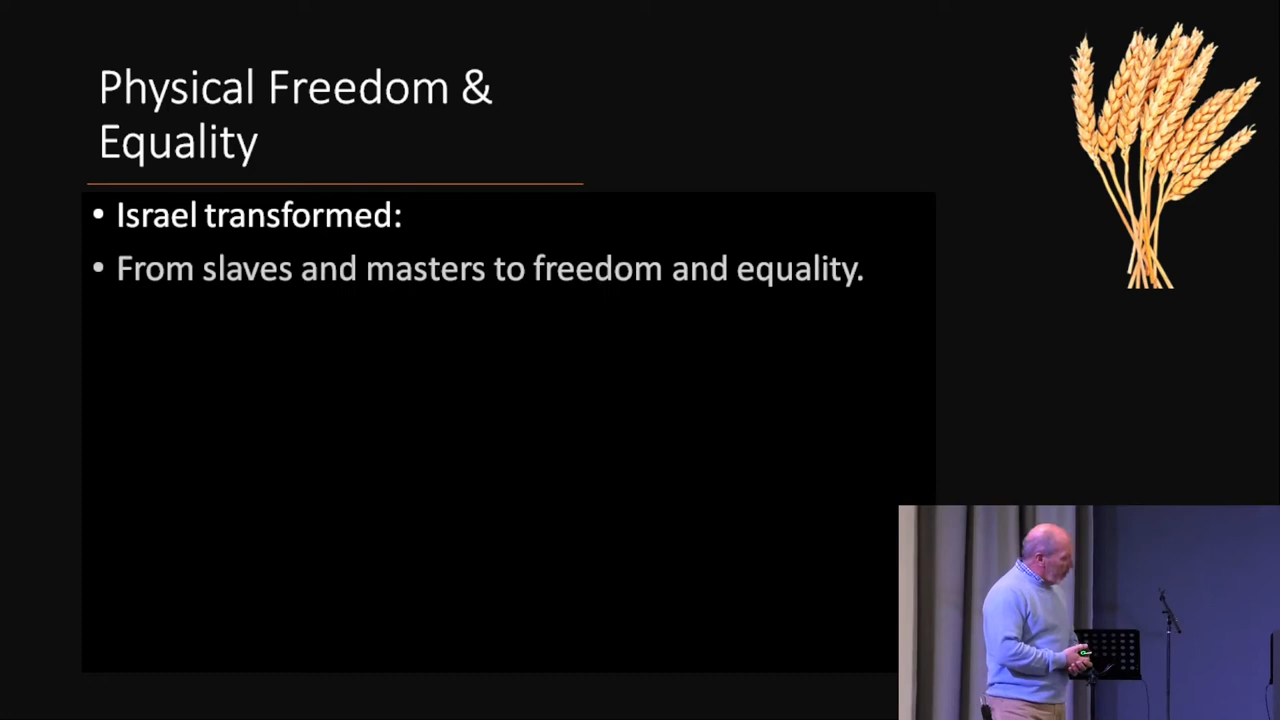 Physical Freedom &
Equality
• Israel transformed:
• From slaves and masters to freedom and equality.